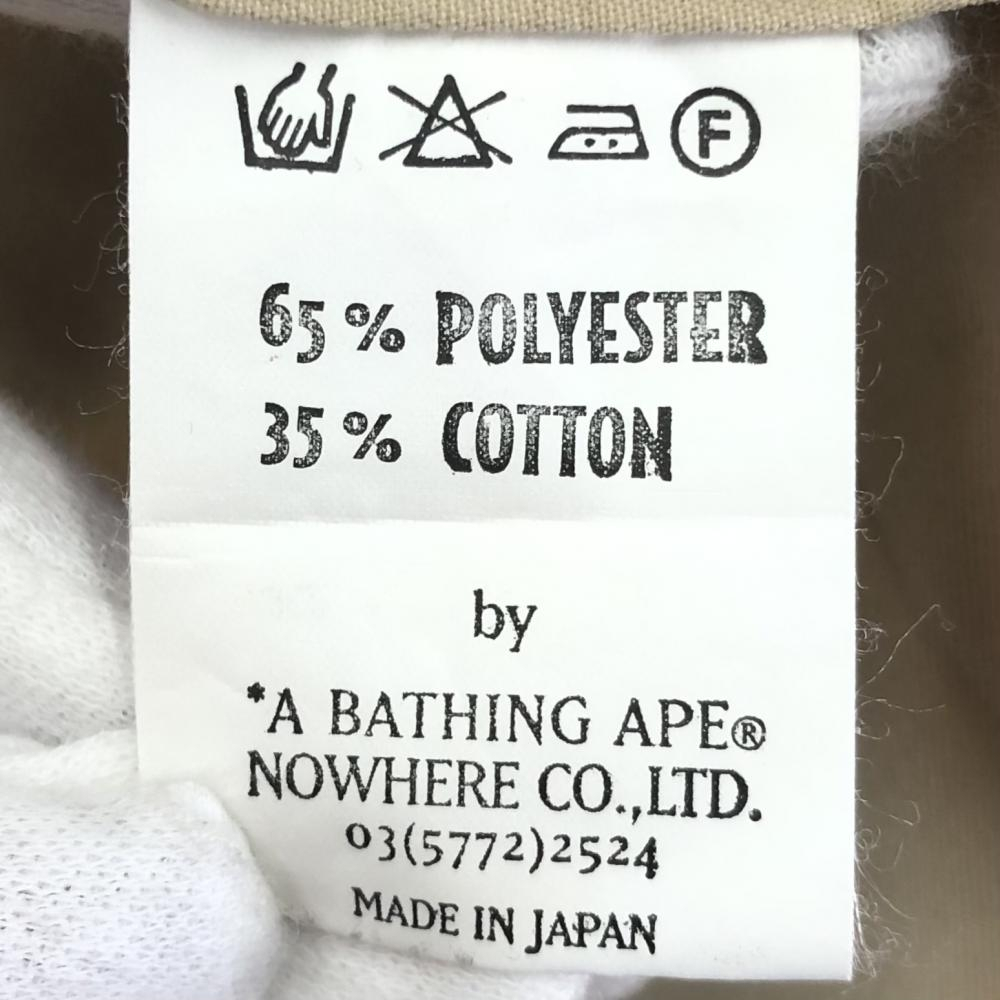 F
65% POLYESTER
35% COTTON
by
*A BATHING APE®
NOWHERE CO.,LTD.
03(5772)2524
MADE IN JAPAN